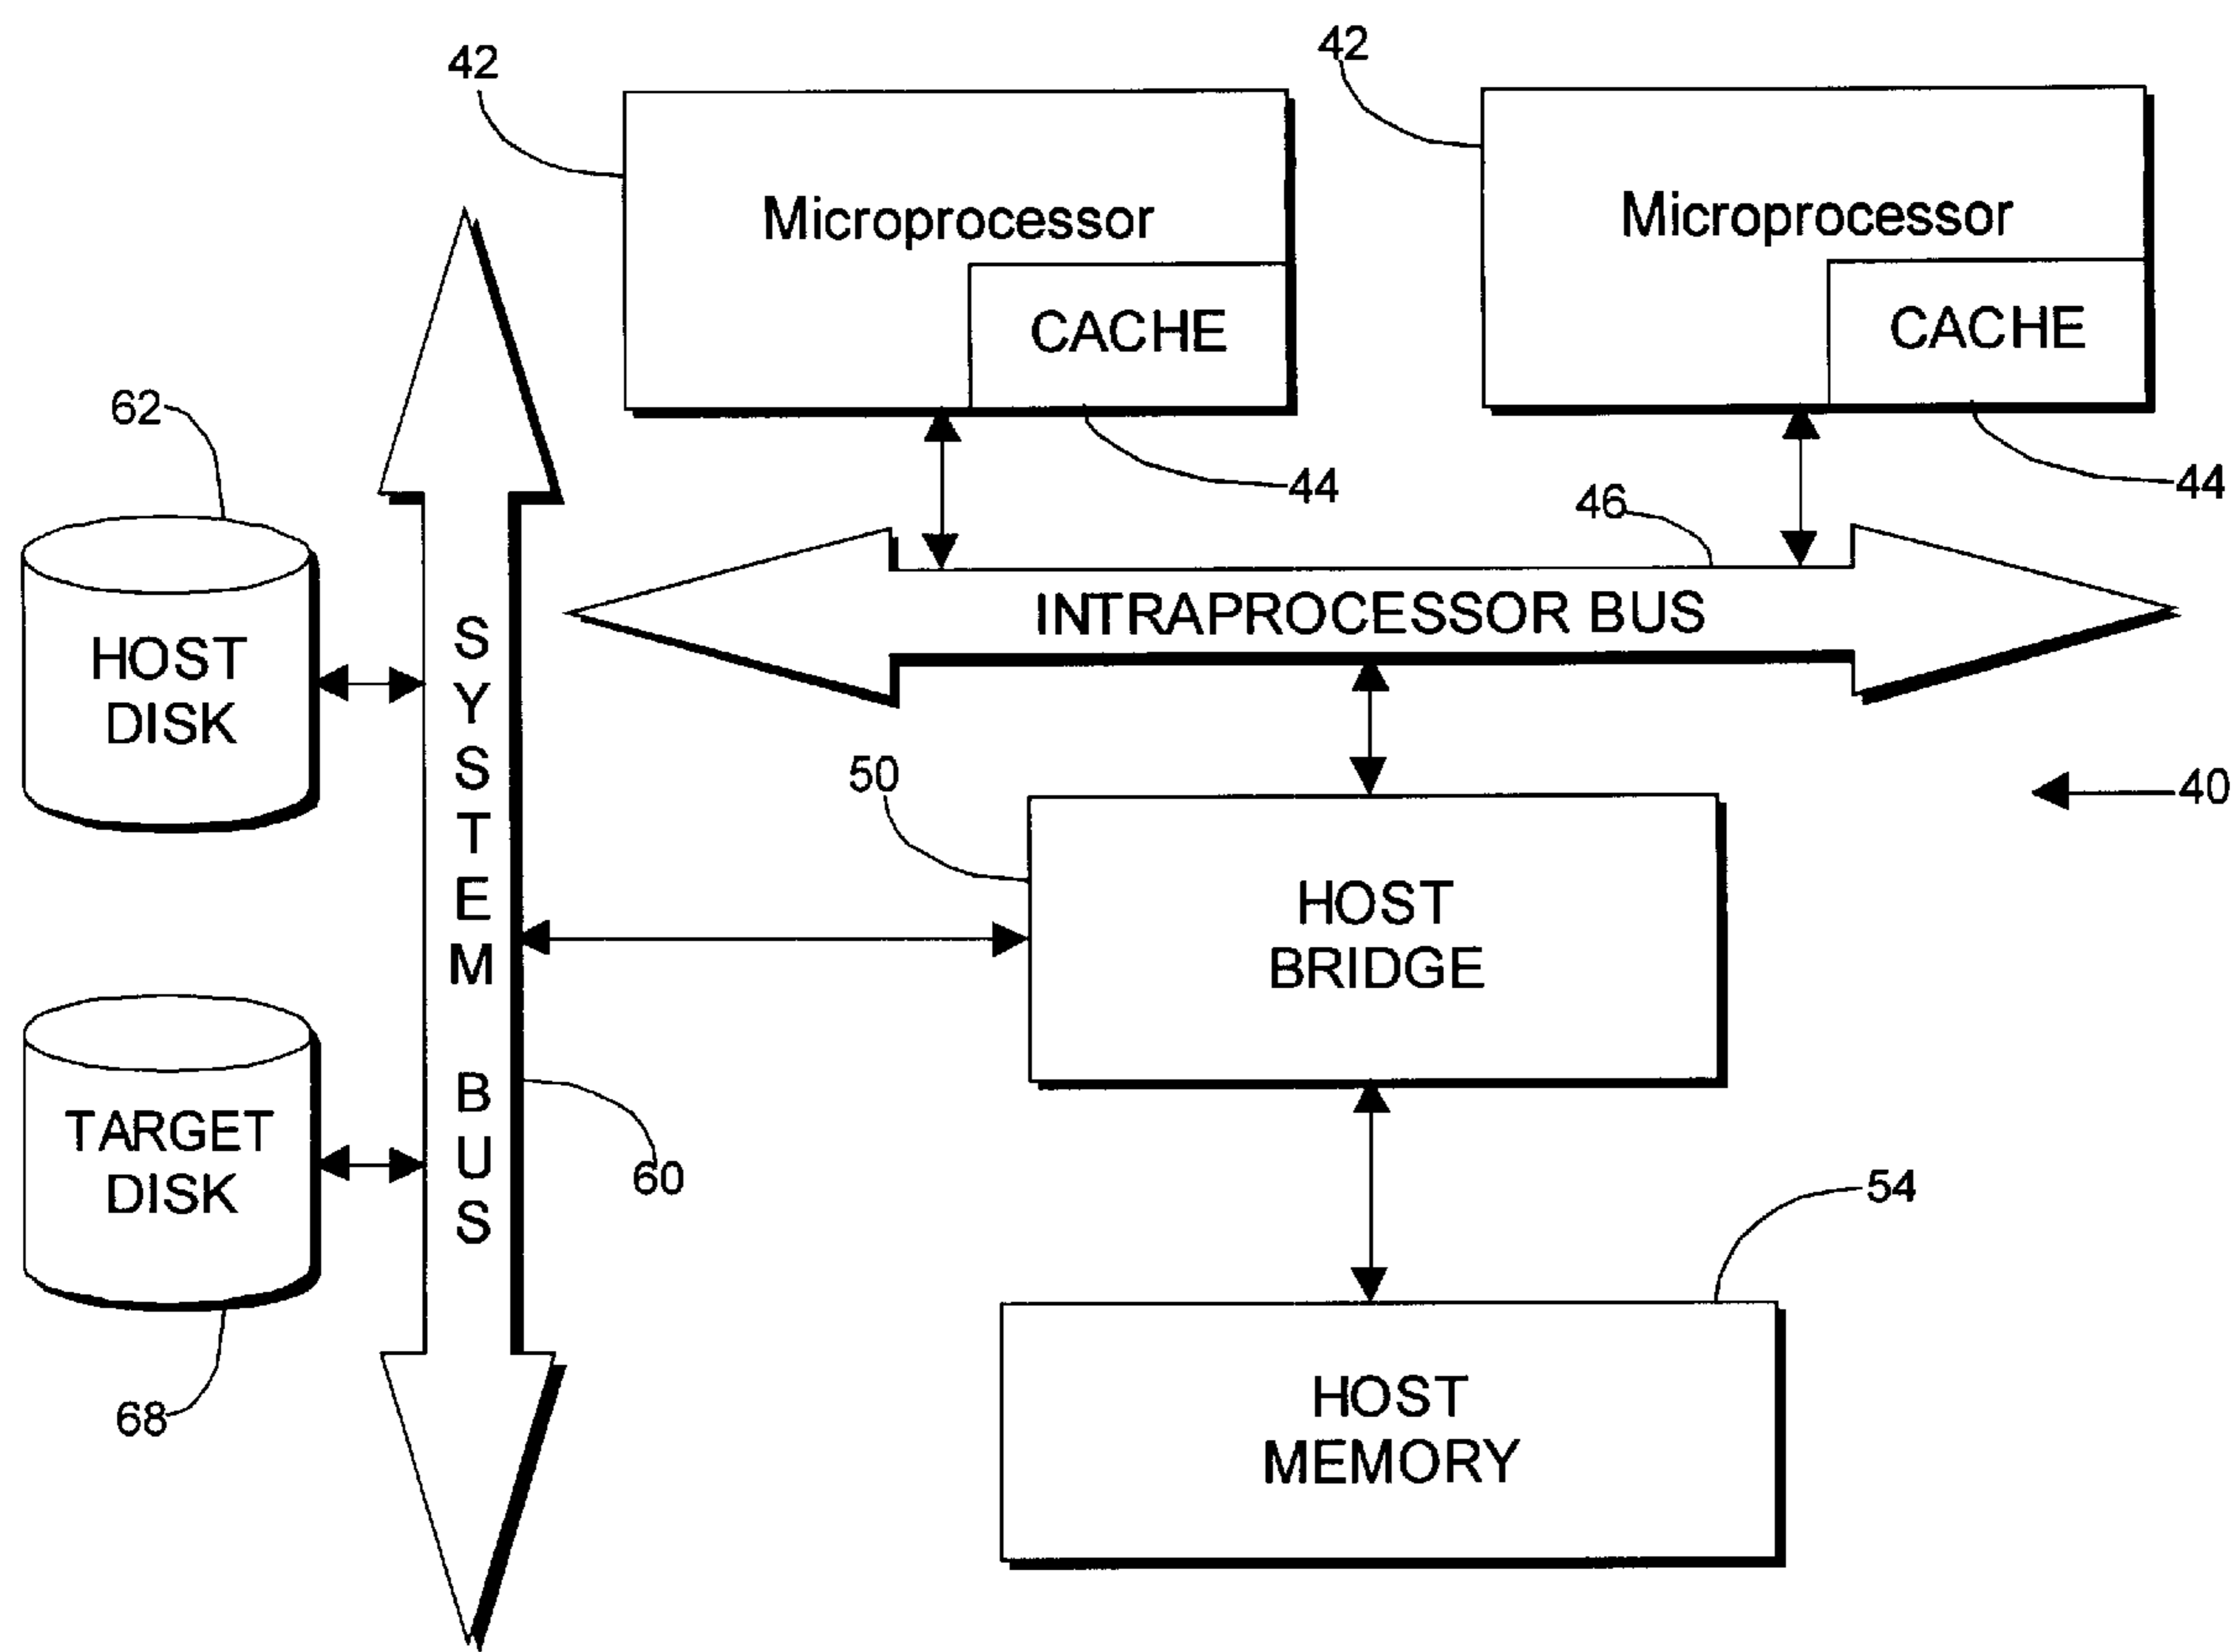 42
42
Microprocessor
Microprocessor
CACHE
CACHE
62
44
44
46
INTRAPROCESSOR BUS
HOST
DISK
SYSTEM BUS
50
40
HOST
BRIDGE
TARGET
DISK
60
54
68
HOST
MEMORY